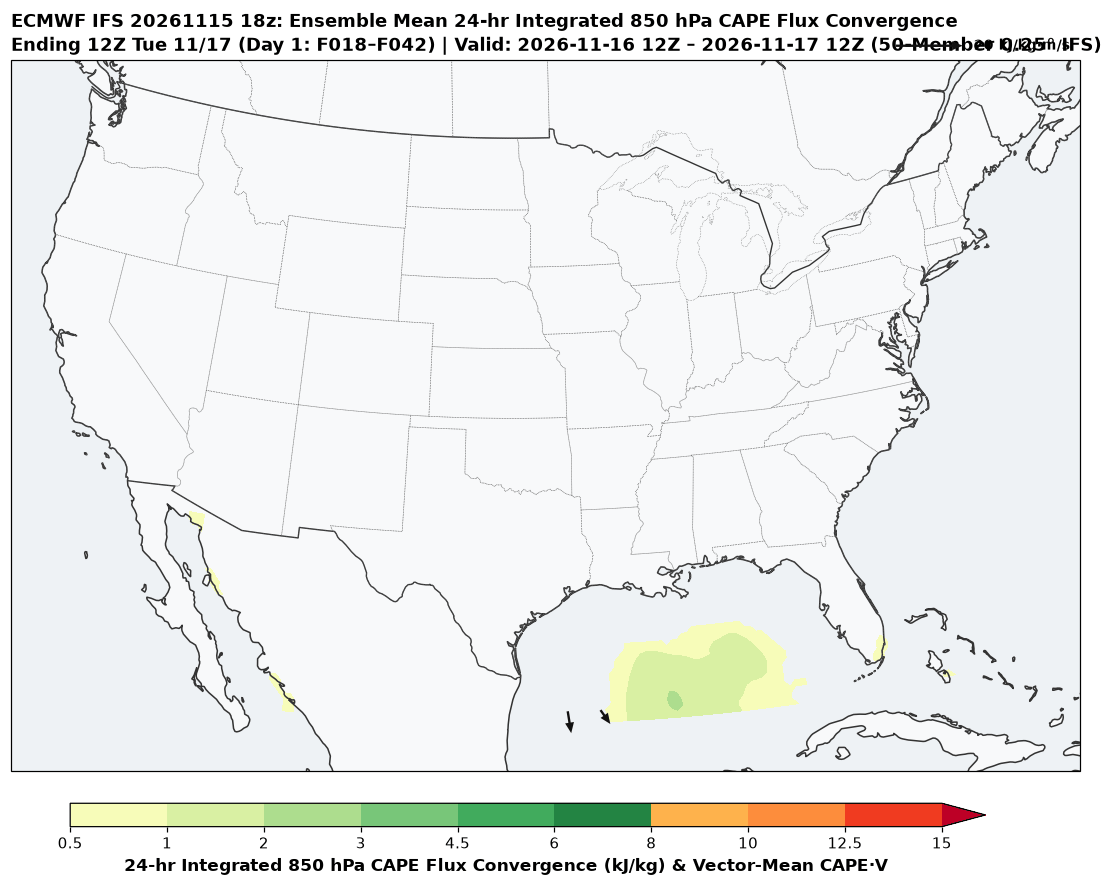 ECMWF IFS 20261115 18z: Ensemble Mean 24-hr Integrated 850 hPa CAPE Flux Convergence
Ending 12Z Tue 11/17 (Day 1: F018–F042) | Valid: 2026-11-16 12Z – 2026-11-17 12Z (50-Member 0.25° IFS)
0.5 1 2 3 4.5 6 8 10 12.5 15
24-hr Integrated 850 hPa CAPE Flux Convergence (kJ/kg) & Vector-Mean CAPE·V